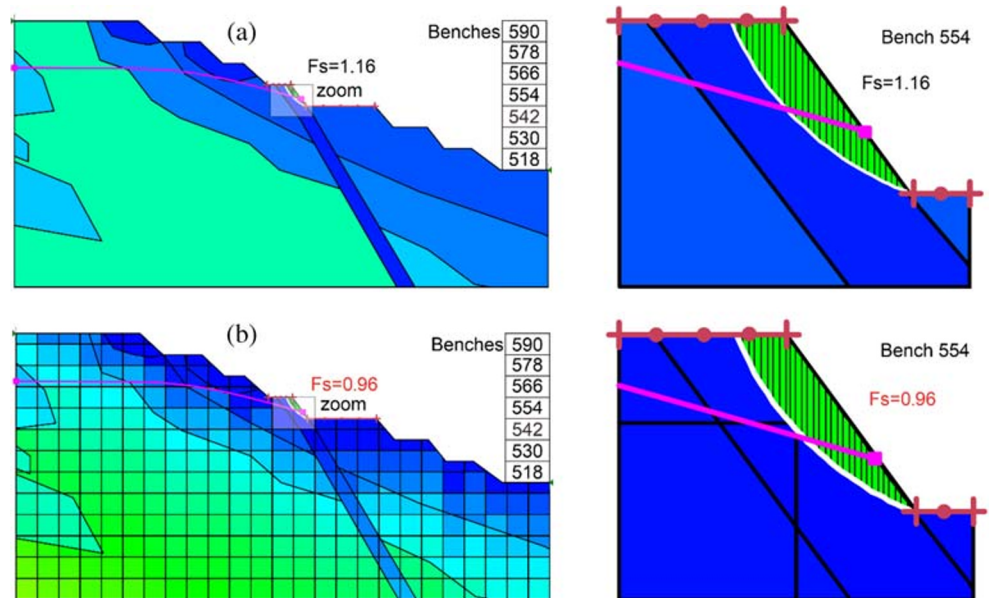 (a)
Benches
590
578
566
554
542
530
518
Fs=1.16
zoom
Bench 554
Fs=1.16
(b)
Benches
590
578
566
554
542
530
518
Fs=0.96
zoom
Bench 554
Fs=0.96